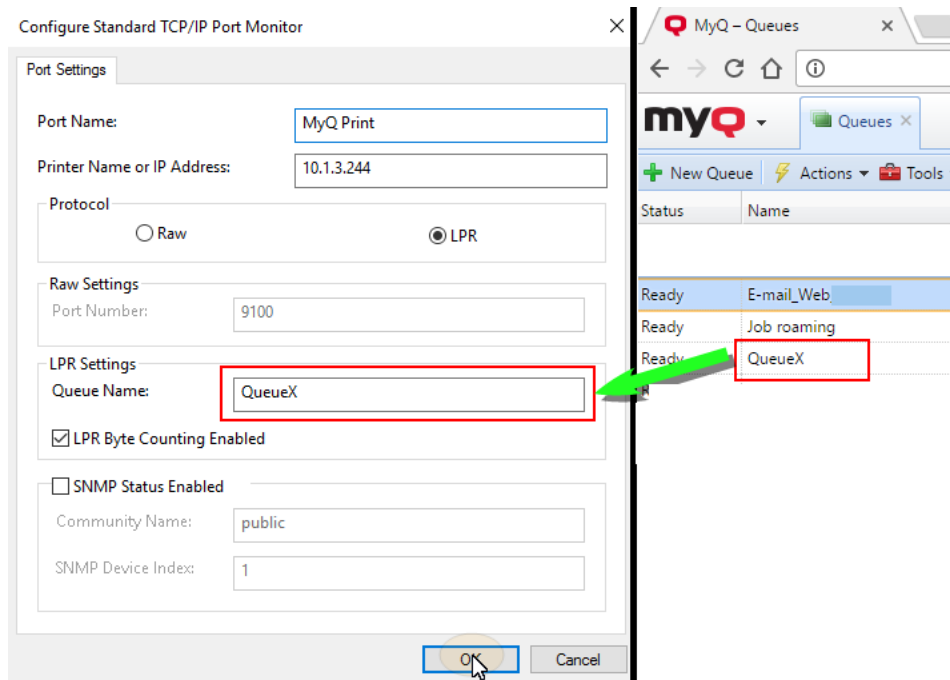 Configure Standard TCP/IP Port Monitor
Port Settings
Port Name:
MyQ Print
Printer Name or IP Address:
10.1.3.244
Protocol
Raw
LPR
Raw Settings
Port Number:
9100
LPR Settings
Queue Name:
QueueX
LPR Byte Counting Enabled
SNMP Status Enabled
Community Name:
public
SNMP Device Index:
1
OK
Cancel
MyQ – Queues
myQ
Queues
New Queue
Actions
Tools
Status
Name
Ready
E-mail_Web
Ready
Job roaming
Ready
QueueX